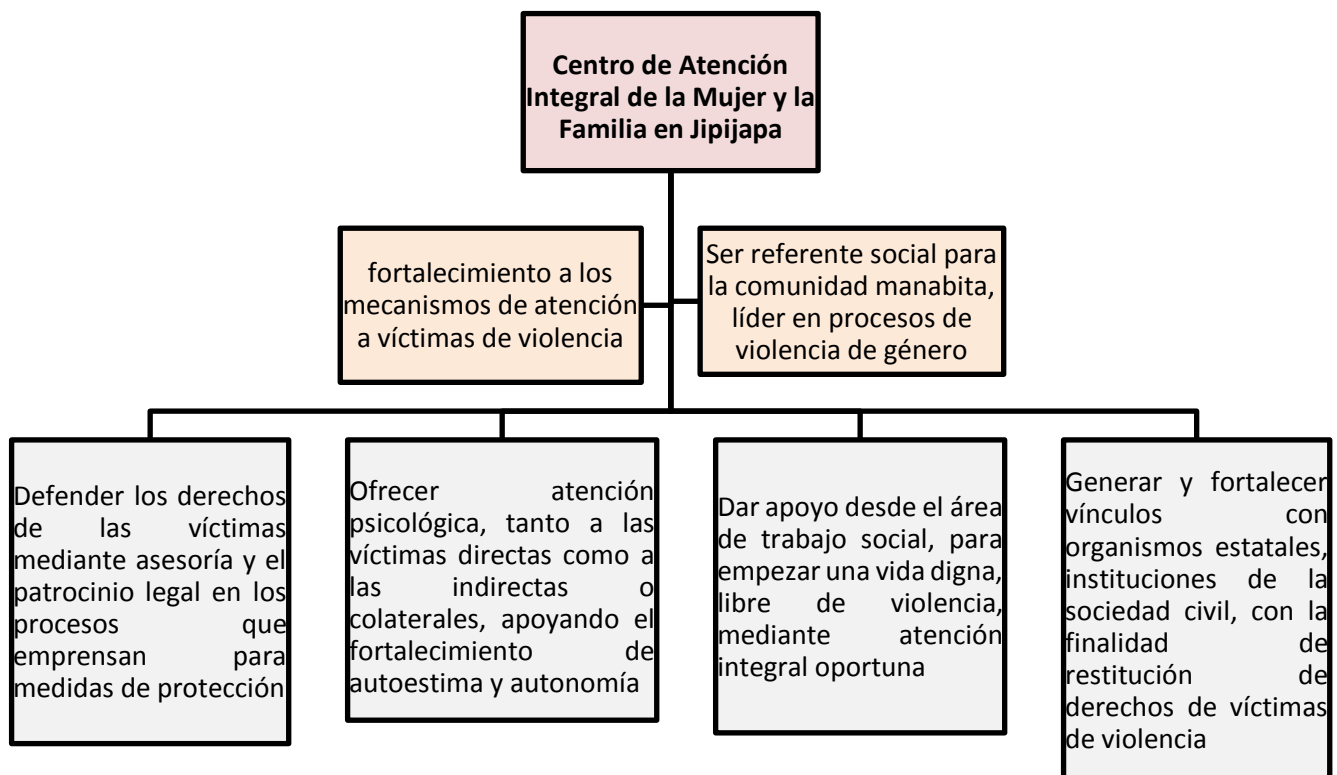 Centro de Atención
Integral de la Mujer y la
Familia en Jipijapa
fortalecimiento a los
mecanismos de atención
a víctimas de violencia
Ser referente social para
la comunidad manabita,
líder en procesos de
violencia de género
Defender los derechos
de las víctimas
mediante asesoría y el
patrocinio legal en los
procesos que
emprensan para
medidas de protección
Ofrecer atención
psicológica, tanto a las
víctimas directas como a
las indirectas o
colaterales, apoyando el
fortalecimiento de
autoestima y autonomía
Dar apoyo desde el área
de trabajo social, para
empezar una vida digna,
libre de violencia,
mediante atención
integral oportuna
Generar y fortalecer
vínculos con
organismos estatales,
instituciones de la
sociedad civil, con la
finalidad de
restitución de
derechos de víctimas
de violencia